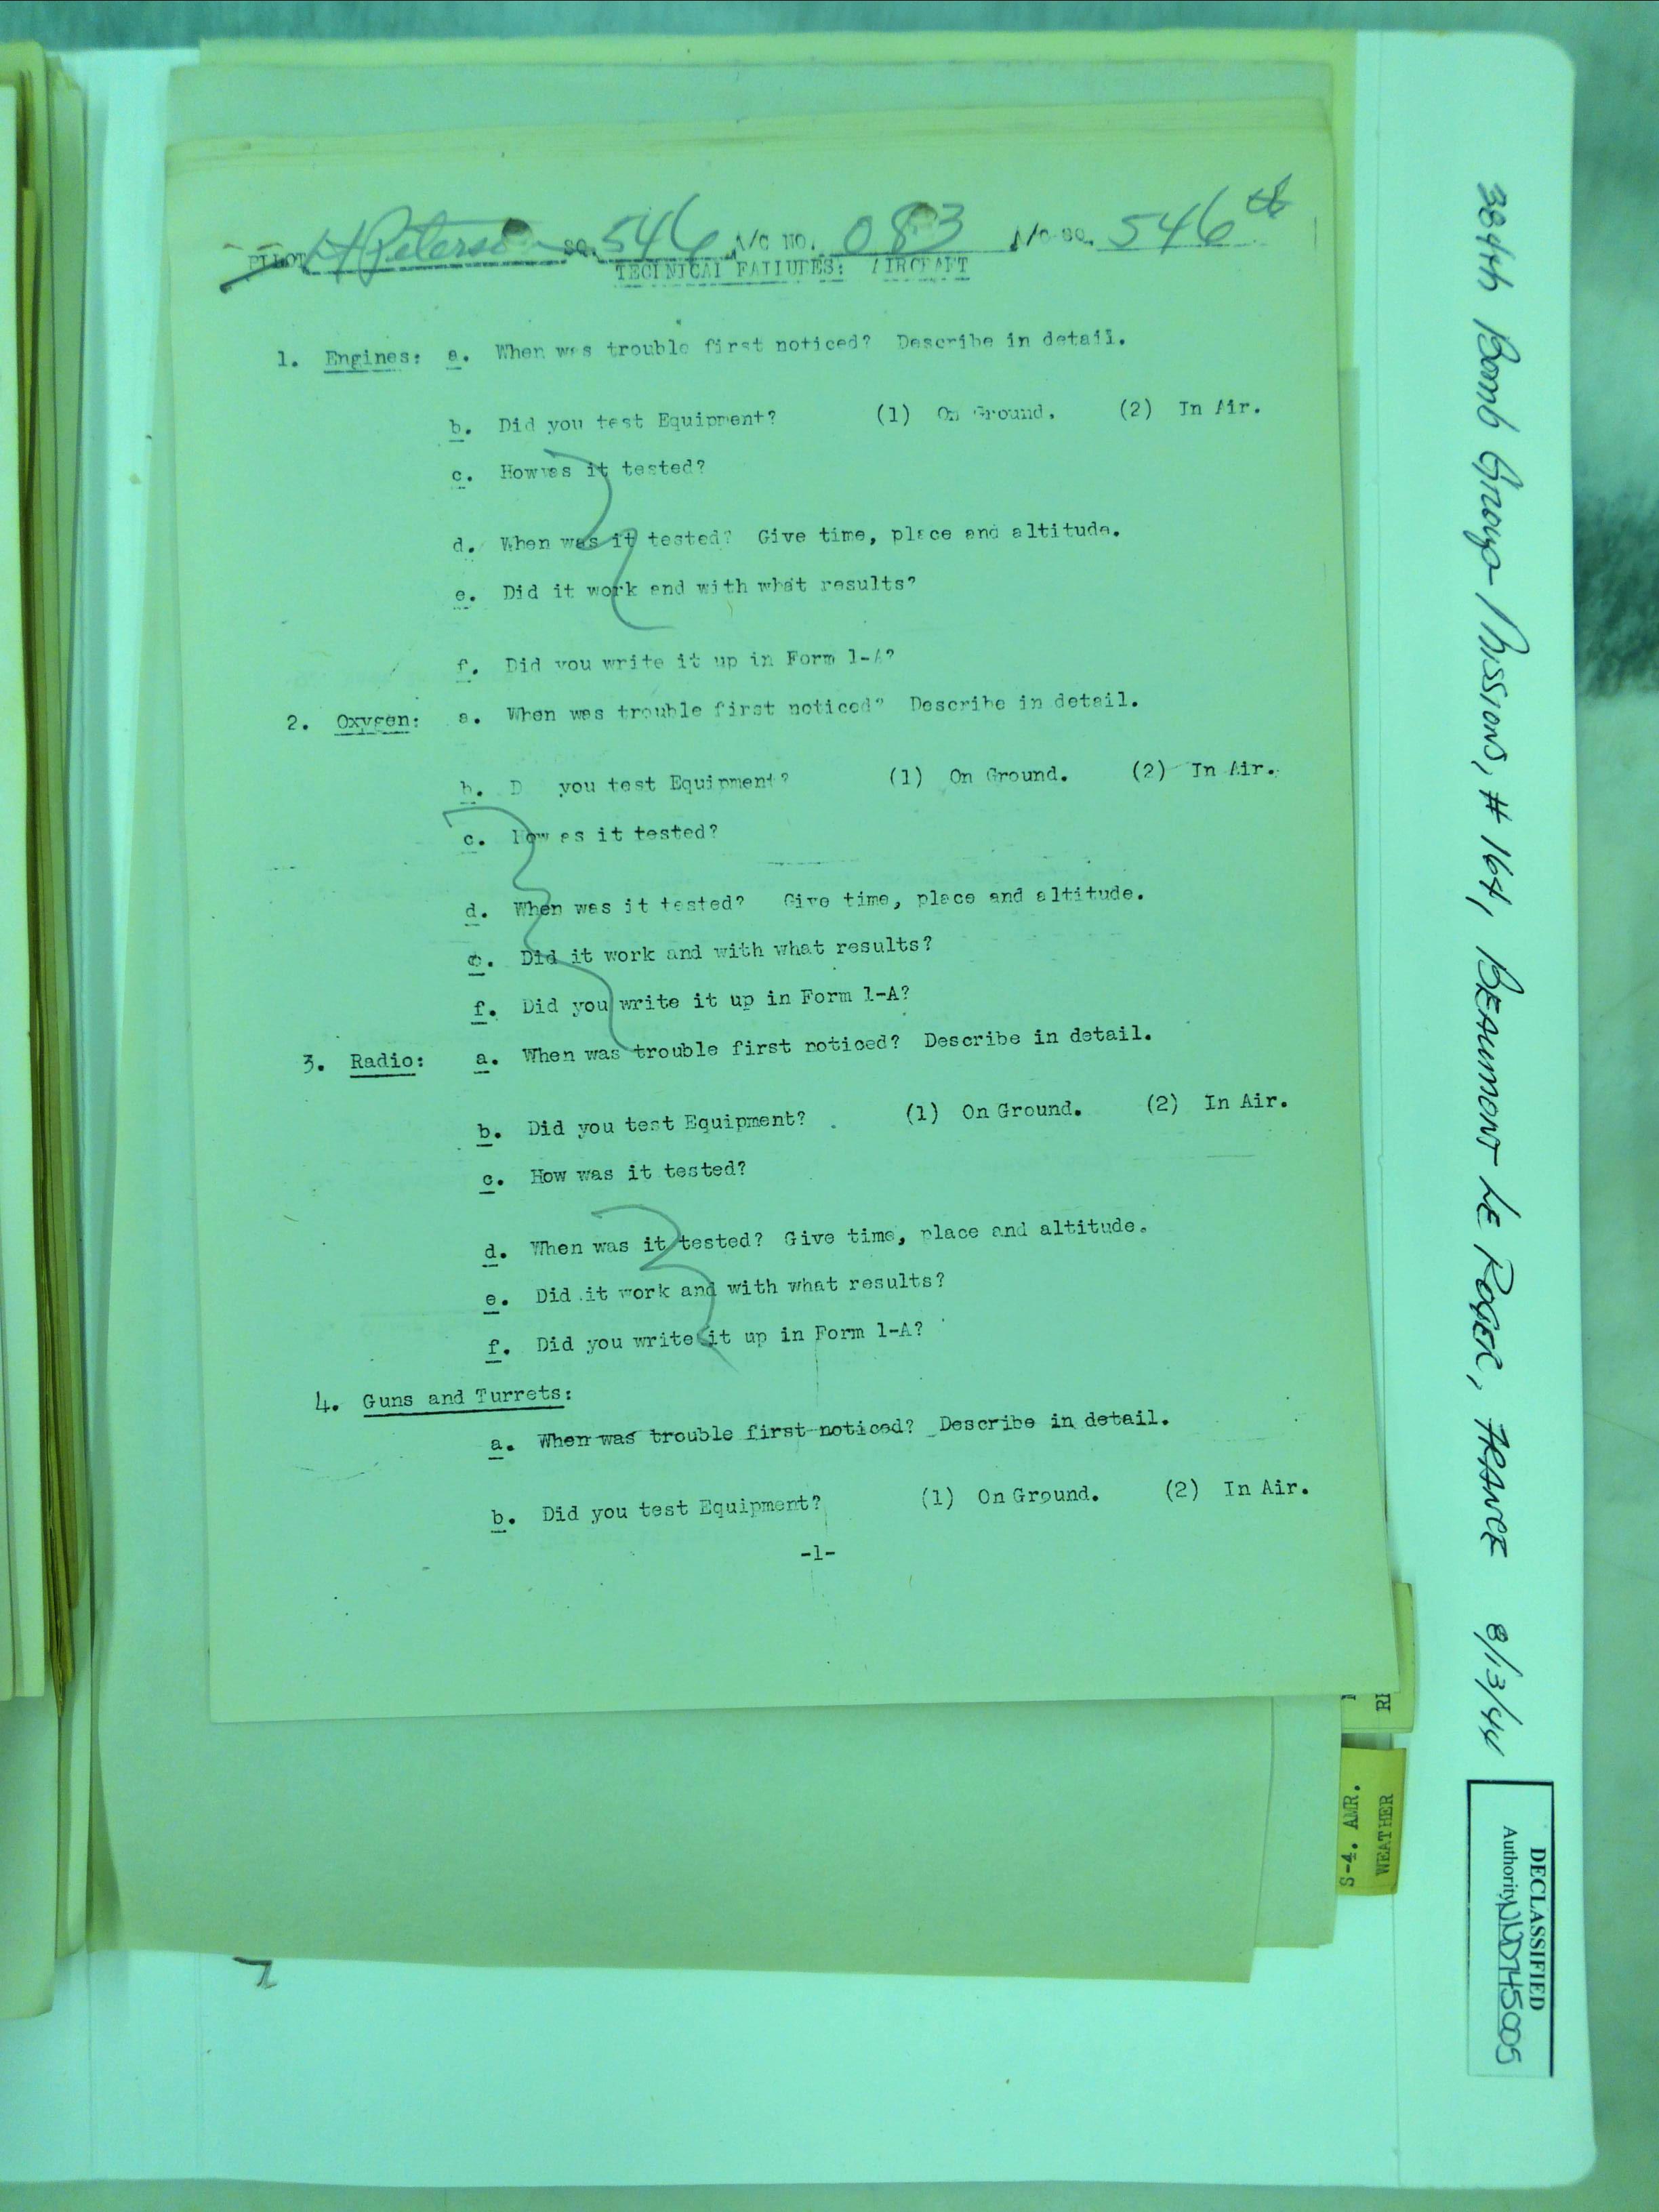 PILOT H Peterson SQ. 546 A/C NO. 083 A/C SQ. 546th
TECHNICAL FAILURES: AIRCRAFT
1. Engines: a. When was trouble first noticed? Describe in detail.
b. Did you test Equipment? (1) On Ground. (2) In Air.
c. How was it tested?
d. When was it tested? Give time, place and altitude.
e. Did it work and with what results?
f. Did you write it up in Form 1-A?
2. Oxygen: a. When was trouble first noticed? Describe in detail.
b. D you test Equipment? (1) On Ground. (2) In Air.
c. How as it tested?
d. When was it tested? Give time, place and altitude.
e. Did it work and with what results?
f. Did you write it up in Form 1-A?
3. Radio: a. When was trouble first noticed? Describe in detail.
b. Did you test Equipment? (1) On Ground. (2) In Air.
c. How was it tested?
d. When was it tested? Give time, place and altitude.
e. Did it work and with what results?
f. Did you write it up in Form 1-A?
4. Guns and Turrets:
a. When was trouble first noticed? Describe in detail.
b. Did you test Equipment? (1) On Ground. (2) In Air.
-1-
384th Bomb Group-Missions, # 164, BEAUMONT LE ROGER, FRANCE 8/13/44
DECLASSIFIED
Authority NND745005
S-4. AMR.
WEATHER